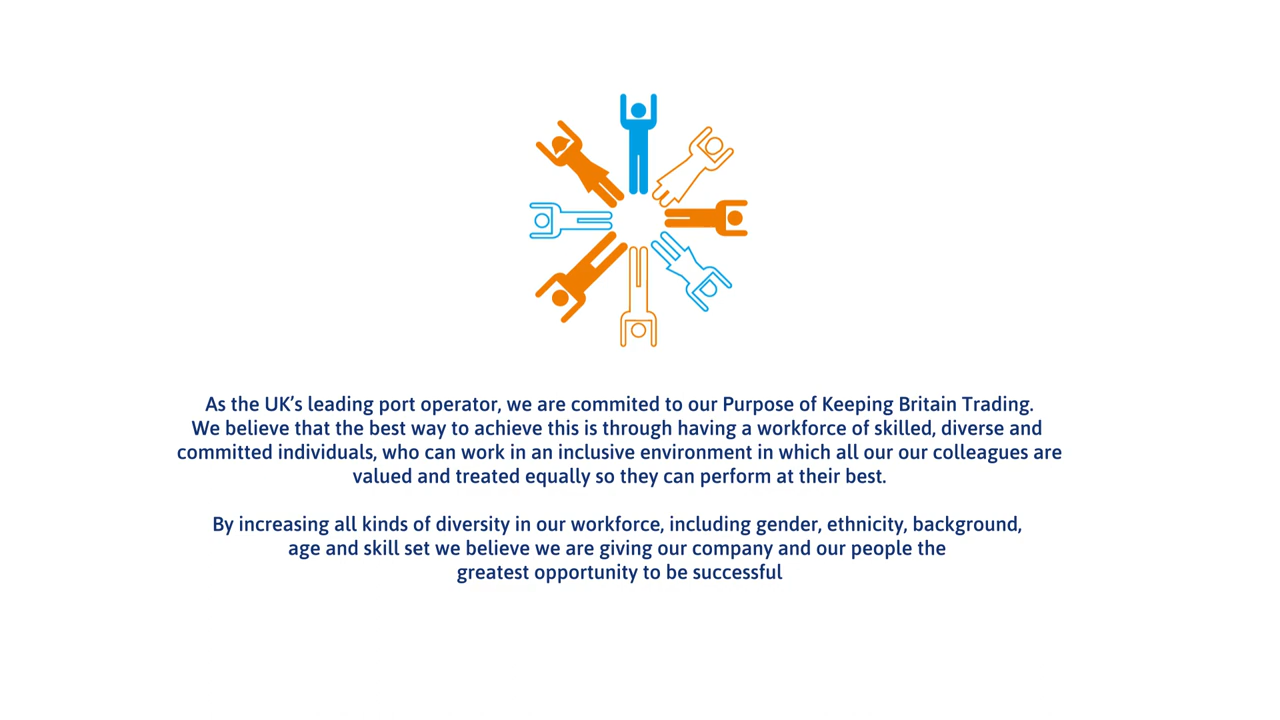 As the UK's leading port operator, we are commited to our Purpose of Keeping Britain Trading.
We believe that the best way to achieve this is through having a workforce of skilled, diverse and
committed individuals, who can work in an inclusive environment in which all our our colleagues are
valued and treated equally so they can perform at their best.
By increasing all kinds of diversity in our workforce, including gender, ethnicity, background,
age and skill set we believe we are giving our company and our people the
greatest opportunity to be successful